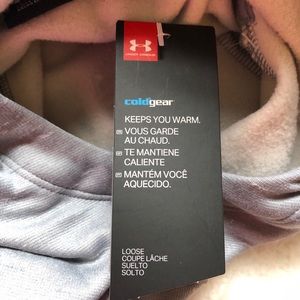 UNDER ARMOUR
coldgear
KEEPS YOU WARM.
VOUS GARDE
AU CHAUD.
TE MANTIENE
CALIENTE
MANTÉM VOCÊ
AQUECIDO.
LOOSE
COUPE LÂCHE
SUELTO
SOLTO